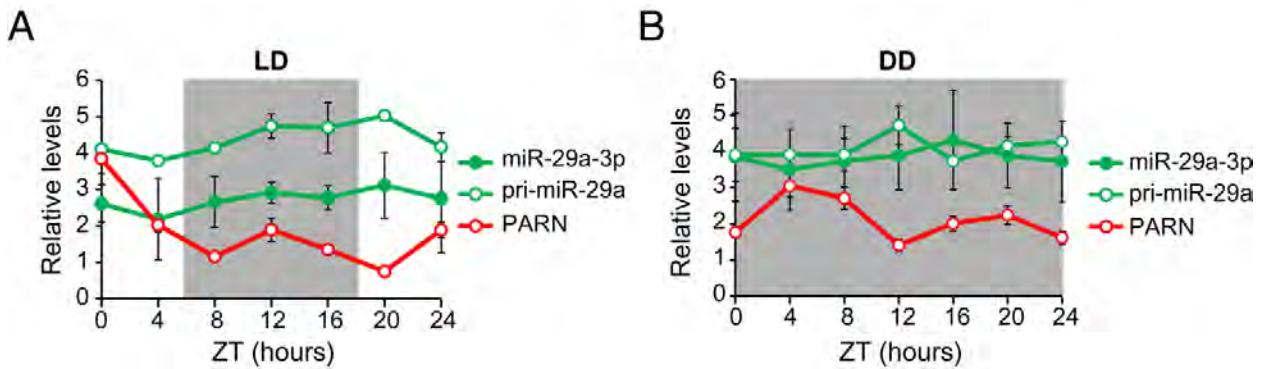 A
LD
Relative levels
6
5
4
3
2
1
0
0 4 8 12 16 20 24
ZT (hours)
miR-29a-3p
pri-miR-29a
PARN
B
DD
Relative levels
6
5
4
3
2
1
0
0 4 8 12 16 20 24
ZT (hours)
miR-29a-3p
pri-miR-29a
PARN